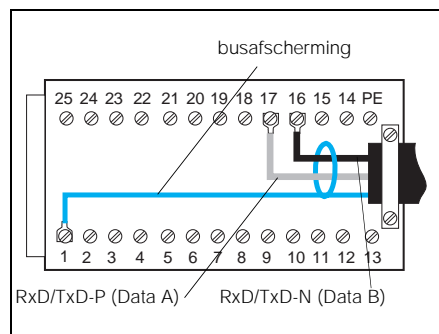 busafscherming
25 24 23 22 21 20 19 18 17 16 15 14 PE
1 2 3 4 5 6 7 8 9 10 11 12 13
RxD/TxD-P (Data A) RxD/TxD-N (Data B)